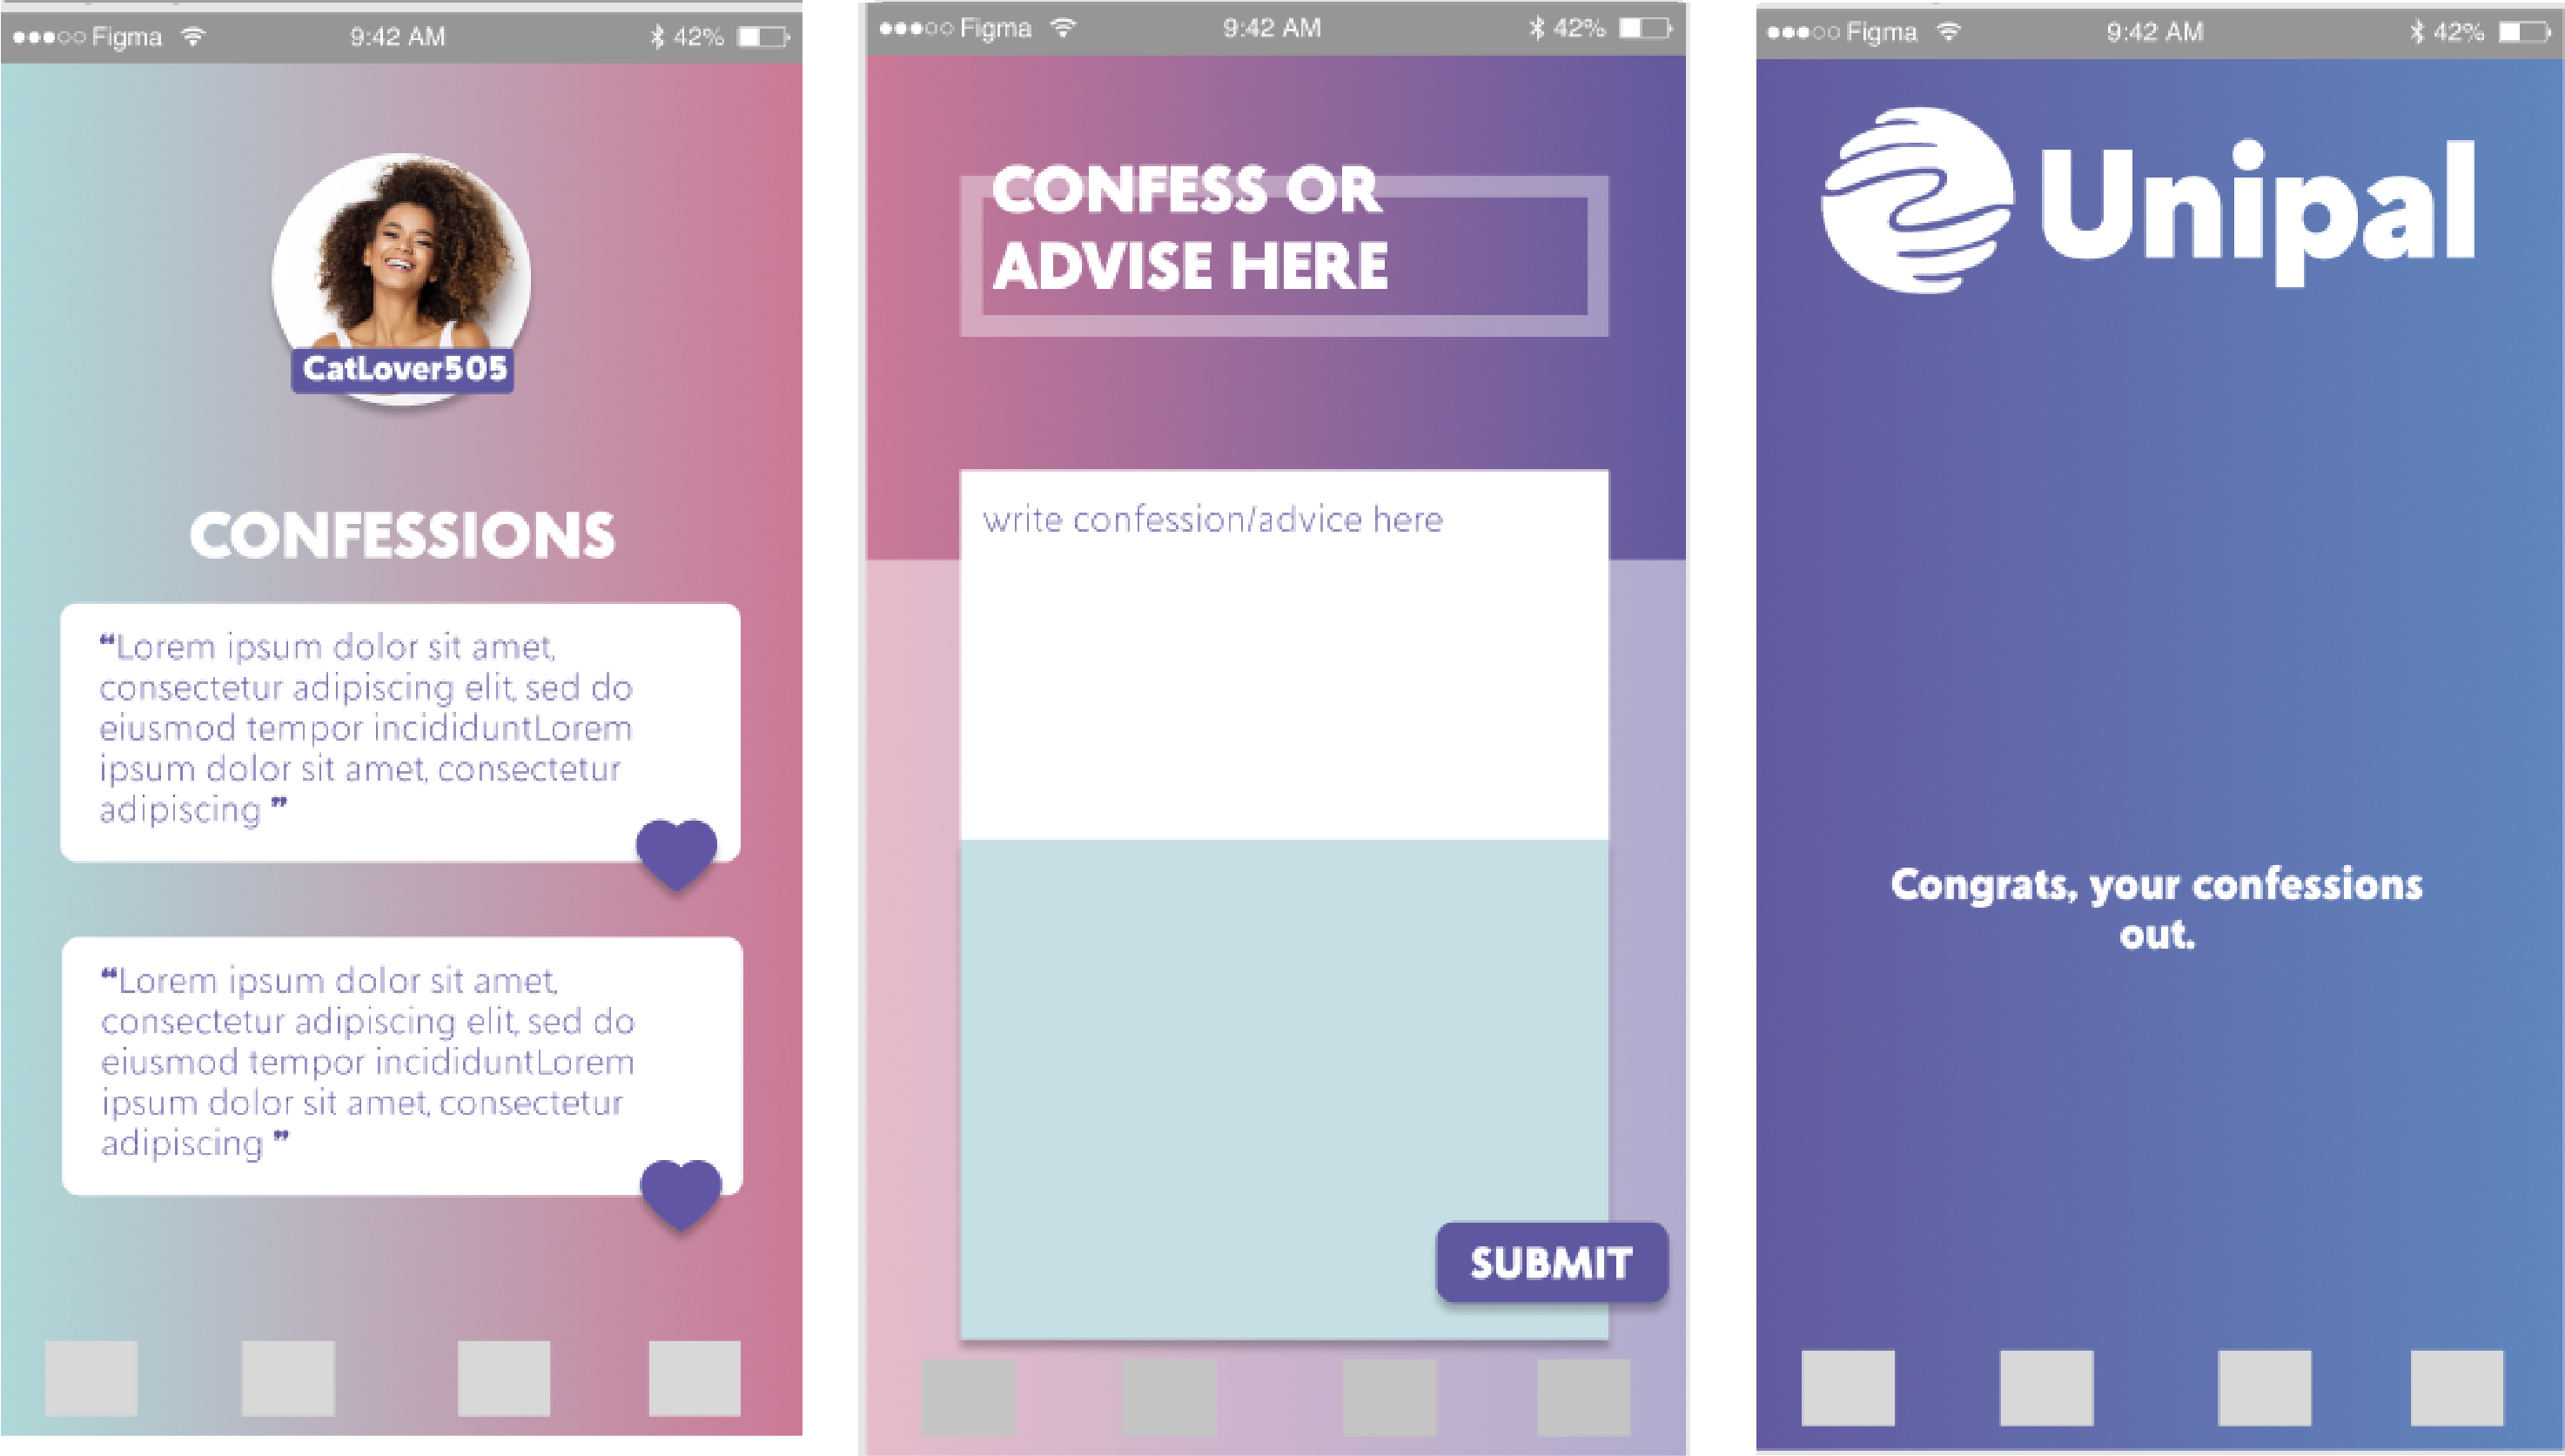 Figma 9:42 AM 42%
CatLover505
CONFESSIONS
“Lorem ipsum dolor sit amet,
consectetur adipiscing elit, sed do
eiusmod tempor incididuntLorem
ipsum dolor sit amet, consectetur
adipiscing ”
“Lorem ipsum dolor sit amet,
consectetur adipiscing elit, sed do
eiusmod tempor incididuntLorem
ipsum dolor sit amet, consectetur
adipiscing ”
Figma 9:42 AM 42%
CONFESS OR
ADVISE HERE
write confession/advice here
SUBMIT
Figma 9:42 AM 42%
Unipal
Congrats, your confessions
out.